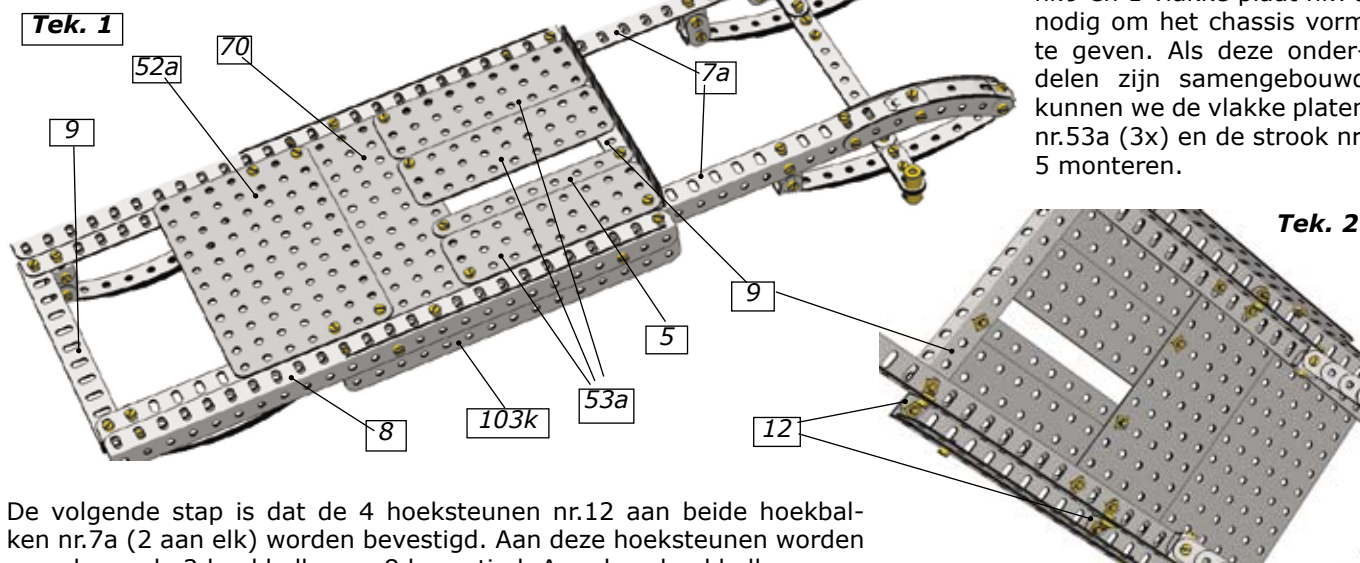 Tek. 1
70
52a
9
7a
nodig om het chassis vorm
te geven. Als deze onder-
delen zijn samengebouwd
kunnen we de vlakke platen
nr.53a (3x) en de strook nr.
5 monteren.
Tek. 2
9
5
53a
103k
8
12
De volgende stap is dat de 4 hoeksteunen nr.12 aan beide hoekbal-
ken nr.7a (2 aan elk) worden bevestigd. Aan deze hoeksteunen worden